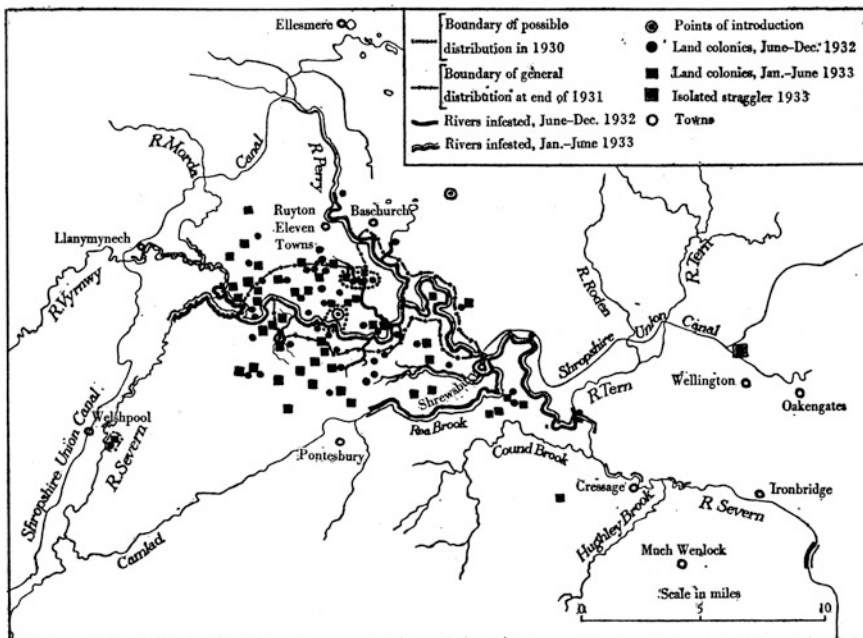 Boundary of possible
distribution in 1930
Boundary of general
distribution at end of 1931
Rivers infested, June–Dec. 1932
Rivers infested, Jan.–June 1933
Points of introduction
Land colonies, June–Dec. 1932
Land colonies, Jan.–June 1933
Isolated straggler 1933
Towns
Ellesmere
R. Morda
Canal
R. Perry
Ruyton
Eleven
Towns
Baschurch
Llanymynech
R. Vyrnwy
R. Roden
R. Tern
Shropshire
Union
Canal
Shrewsbury
R. Tern
Wellington
Oakengates
Shropshire Union Canal
Welshpool
R. Severn
Pontesbury
Rea Brook
Cound Brook
Camlad
Cressage
Hughley Brook
R. Severn
Ironbridge
Much Wenlock
Scale in miles
0
5
10